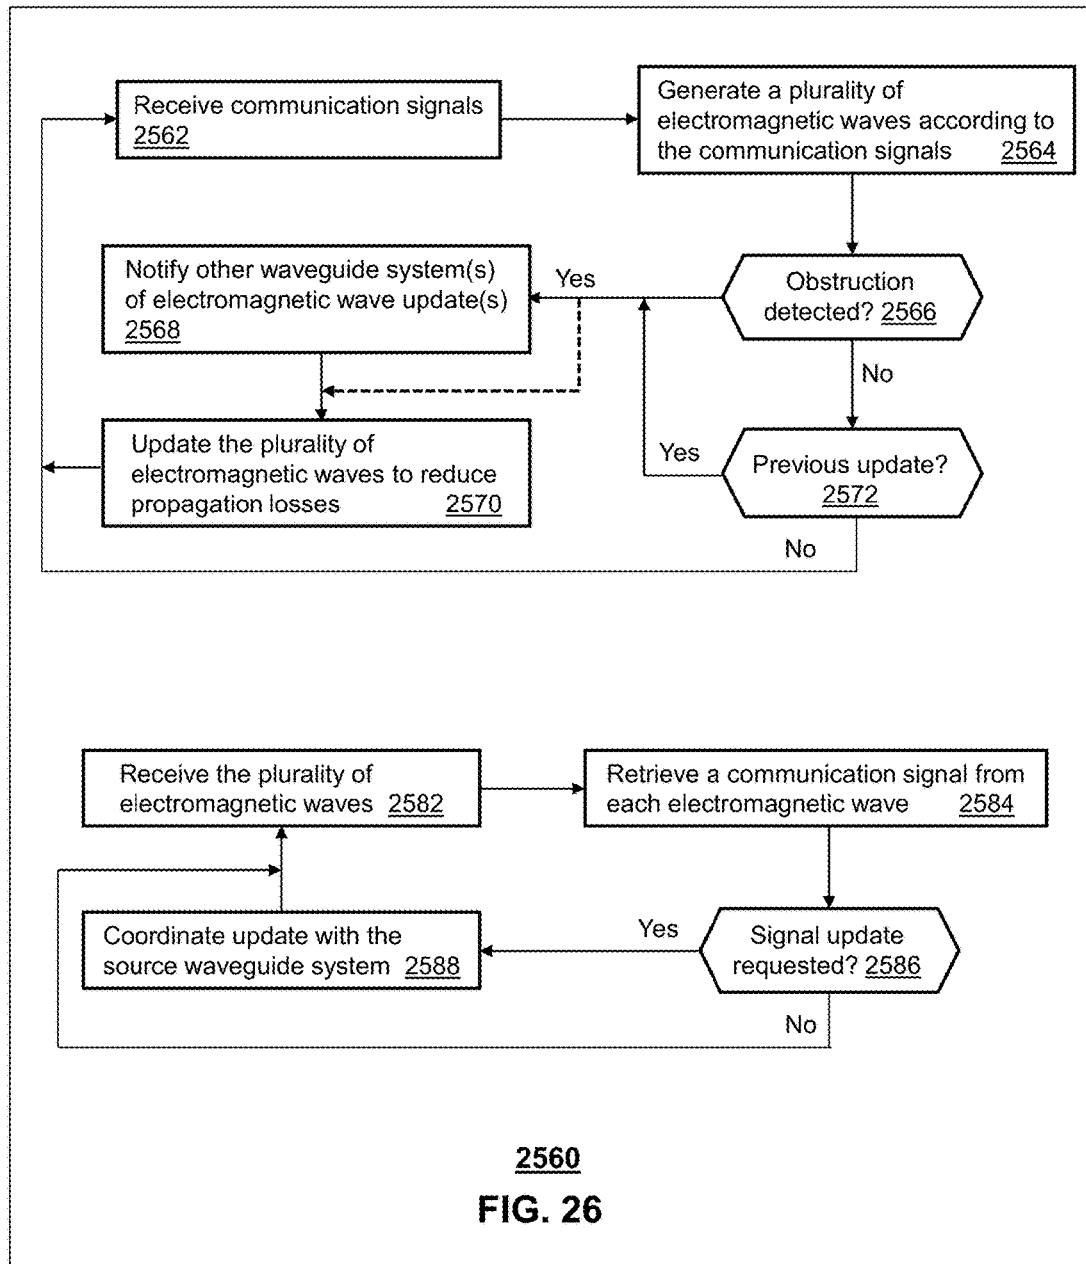 Receive communication signals
2562
Generate a plurality of
electromagnetic waves according to
the communication signals 2564
Notify other waveguide system(s)
of electromagnetic wave update(s)
2568
Yes
Obstruction
detected? 2566
No
Update the plurality of
electromagnetic waves to reduce
propagation losses 2570
Yes
Previous update?
2572
No
Receive the plurality of
electromagnetic waves 2582
Retrieve a communication signal from
each electromagnetic wave 2584
Coordinate update with the
source waveguide system 2588
Yes
Signal update
requested? 2586
No
2560
FIG. 26